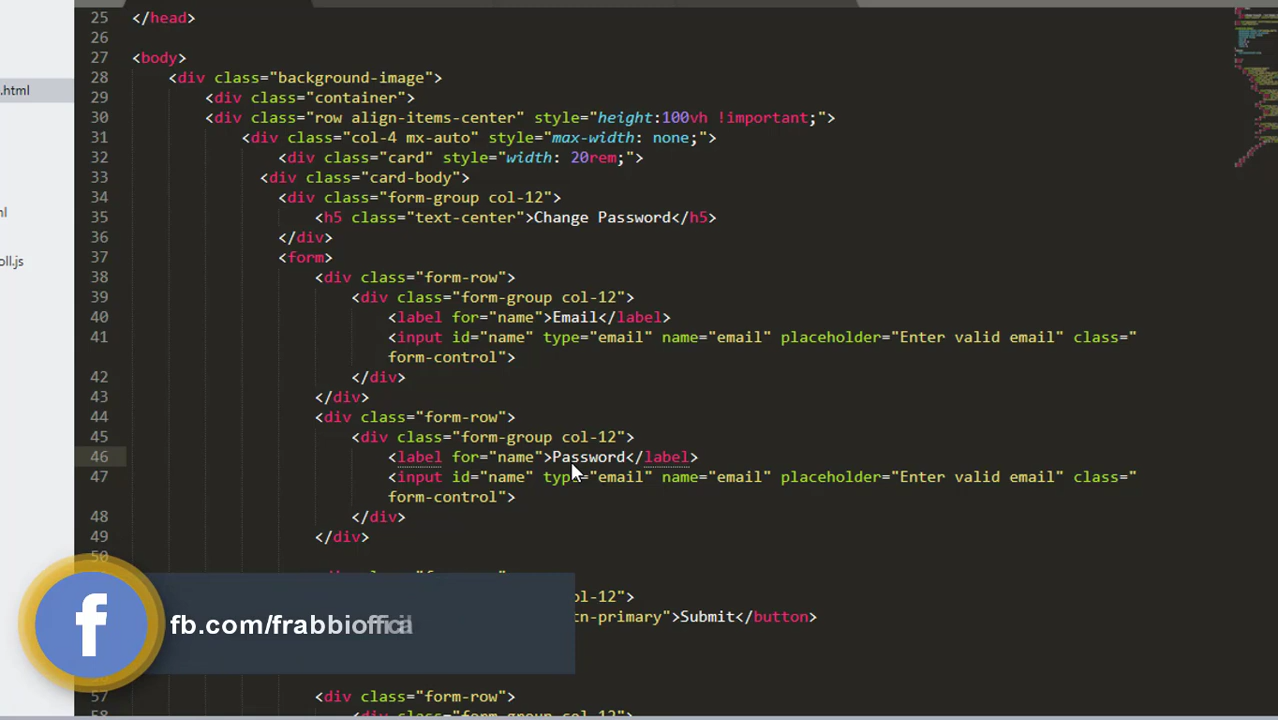 25 </head>
26
.html
27 <body>
28 <div class="background-image">
29 <div class="container">
30 <div class="row align-items-center" style="height:100vh !important;">
31 <div class="col-4 mx-auto" style="max-width: none;">
32 <div class="card" style="width: 20rem;">
33 <div class="card-body">
34 <div class="form-group col-12">
35 <h5 class="text-center">Change Password</h5>
36 </div>
37 <form>
oll.js
38 <div class="form-row">
39 <div class="form-group col-12">
40 <label for="name">Email</label>
41 <input id="name" type="email" name="email" placeholder="Enter valid email" class="
form-control">
42 </div>
43 </div>
44 <div class="form-row">
45 <div class="form-group col-12">
46 <label for="name">Password</label>
47 <input id="name" type="email" name="email" placeholder="Enter valid email" class="
form-control">
48 </div>
49 </div>
50
ol-12">
tn-primary">Submit</button>
fb.com/frabbiofficial
57 <div class="form-row">
58 <div class="form-group col-12">